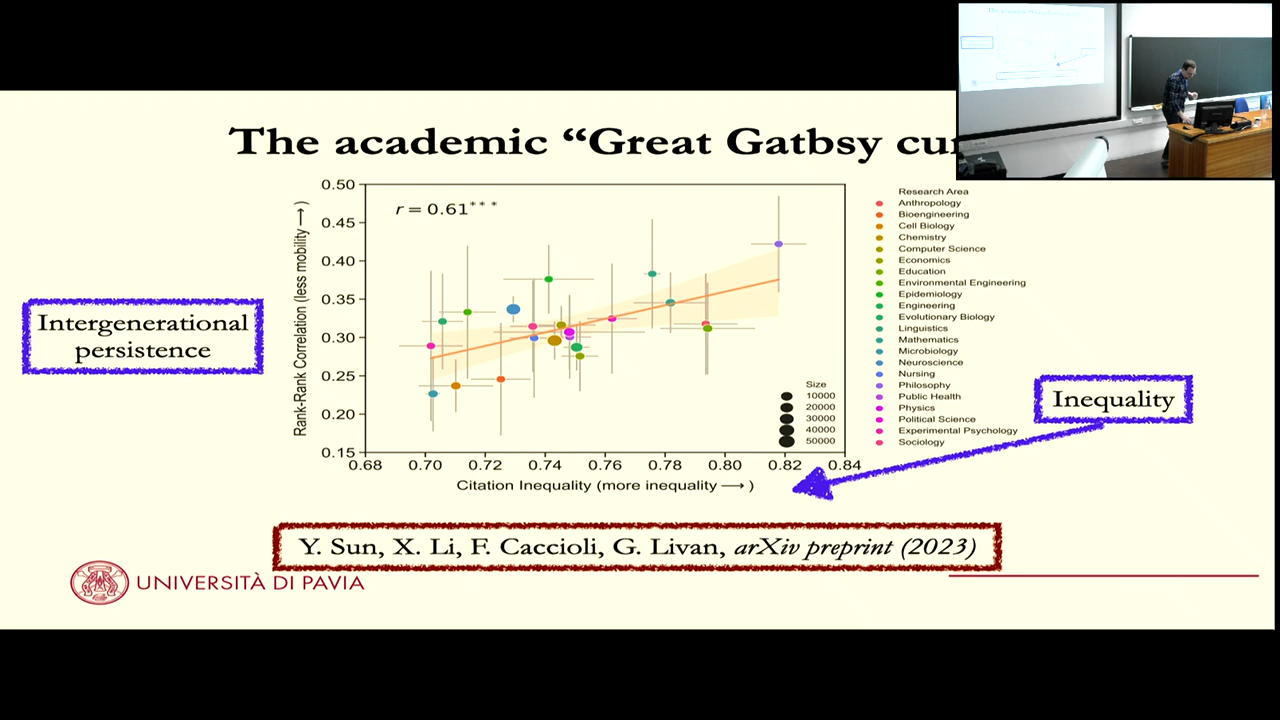 The academic “Great Gatbsy cur
Intergenerational
persistence
Rank-Rank Correlation (less mobility ⟶ )
r = 0.61***
0.50
0.45
0.40
0.35
0.30
0.25
0.20
0.15
0.68 0.70 0.72 0.74 0.76 0.78 0.80 0.82 0.84
Citation Inequality (more inequality ⟶ )
Size
10000
20000
30000
40000
50000
Research Area
Anthropology
Bioengineering
Cell Biology
Chemistry
Computer Science
Economics
Education
Environmental Engineering
Epidemiology
Engineering
Evolutionary Biology
Linguistics
Mathematics
Microbiology
Neuroscience
Nursing
Philosophy
Public Health
Physics
Political Science
Experimental Psychology
Sociology
Inequality
Y. Sun, X. Li, F. Caccioli, G. Livan, arXiv preprint (2023)
UNIVERSITÀ DI PAVIA